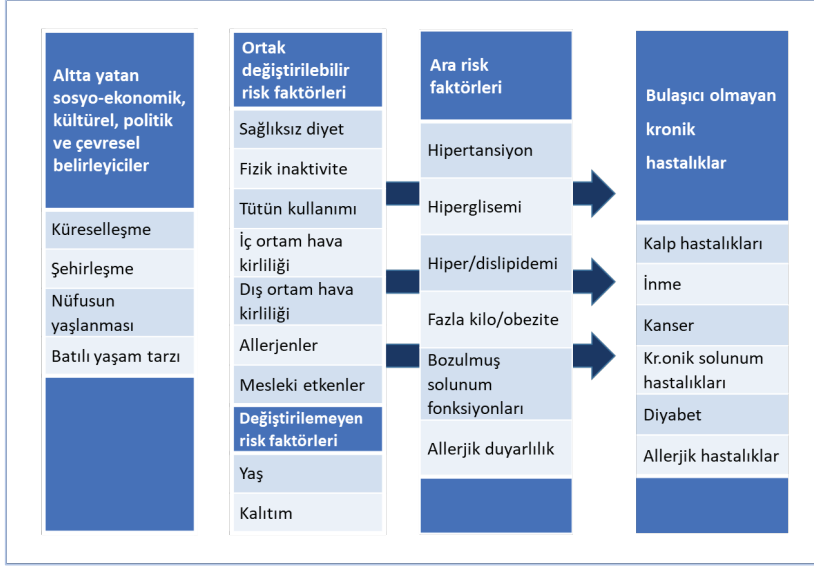 Altta yatan
sosyo-ekonomik,
kültürel, politik
ve çevresel
belirleyiciler
Küreselleşme
Şehirleşme
Nüfusun
yaşlanması
Batılı yaşam tarzı
Ortak
değiştirilebilir
risk faktörleri
Sağlıksız diyet
Fizik inaktivite
Tütün kullanımı
İç ortam hava
kirliliği
Dış ortam hava
kirliliği
Allerjenler
Mesleki etkenler
Değiştirilemeyen
risk faktörleri
Yaş
Kalıtım
Ara risk
faktörleri
Hipertansiyon
Hiperglisemi
Hiper/dislipidemi
Fazla kilo/obezite
Bozulmuş
solunum
fonksiyonları
Allerjik duyarlılık
Bulaşıcı olmayan
kronik
hastalıklar
Kalp hastalıkları
İnme
Kanser
Kr.onik solunum
hastalıkları
Diyabet
Allerjik hastalıklar